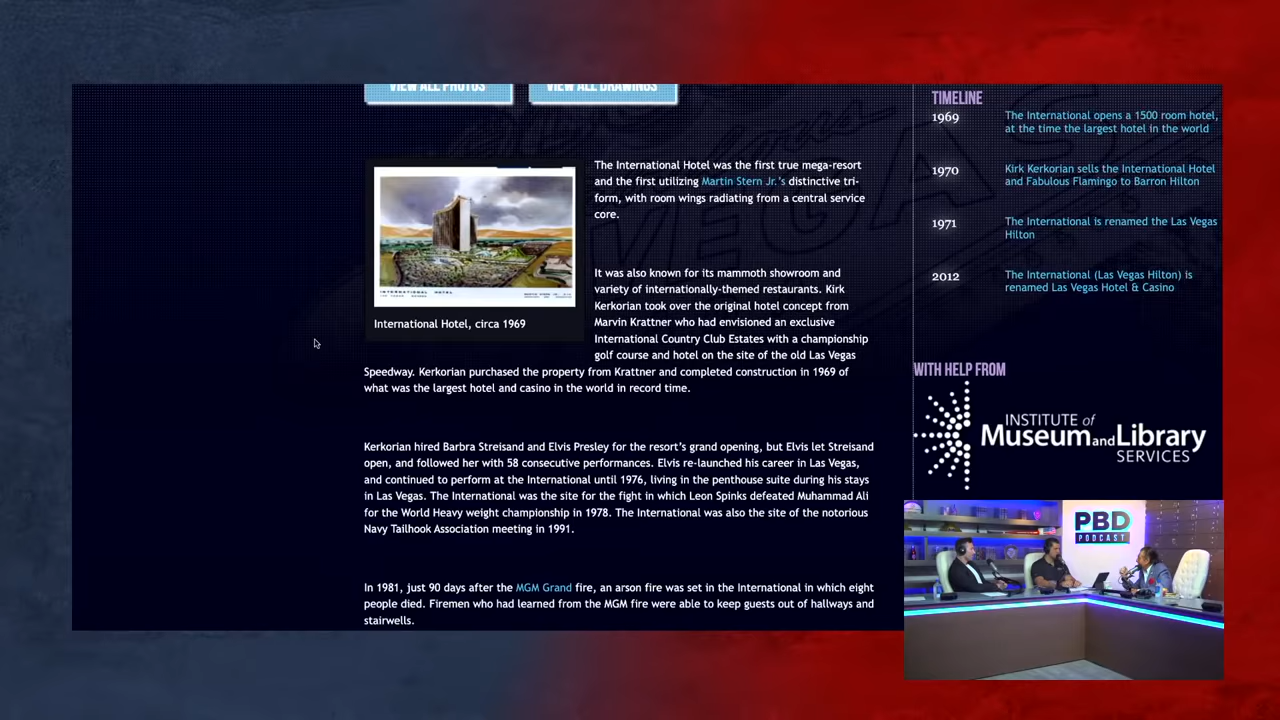 VIEW ALL PHOTOS
VIEW ALL DRAWINGS
The International Hotel was the first true mega-resort
and the first utilizing Martin Stern Jr.'s distinctive tri-
form, with room wings radiating from a central service
core.
It was also known for its mammoth showroom and
variety of internationally-themed restaurants. Kirk
Kerkorian took over the original hotel concept from
Marvin Krattner who had envisioned an exclusive
International Country Club Estates with a championship
golf course and hotel on the site of the old Las Vegas
Speedway. Kerkorian purchased the property from Krattner and completed construction in 1969 of
what was the largest hotel and casino in the world in record time.
INTERNATIONAL HOTEL
International Hotel, circa 1969
Kerkorian hired Barbra Streisand and Elvis Presley for the resort's grand opening, but Elvis let Streisand
open, and followed her with 58 consecutive performances. Elvis re-launched his career in Las Vegas,
and continued to perform at the International until 1976, living in the penthouse suite during his stays
in Las Vegas. The International was the site for the fight in which Leon Spinks defeated Muhammad Ali
for the World Heavy weight championship in 1978. The International was also the site of the notorious
Navy Tailhook Association meeting in 1991.
In 1981, just 90 days after the MGM Grand fire, an arson fire was set in the International in which eight
people died. Firemen who had learned from the MGM fire were able to keep guests out of hallways and
stairwells.
TIMELINE
1969 The International opens a 1500 room hotel,
at the time the largest hotel in the world
1970 Kirk Kerkorian sells the International Hotel
and Fabulous Flamingo to Barron Hilton
1971 The International is renamed the Las Vegas
Hilton
2012 The International (Las Vegas Hilton) is
renamed Las Vegas Hotel & Casino
WITH HELP FROM
INSTITUTE of
Museum and Library
SERVICES
PBD
PODCAST
VEGAS